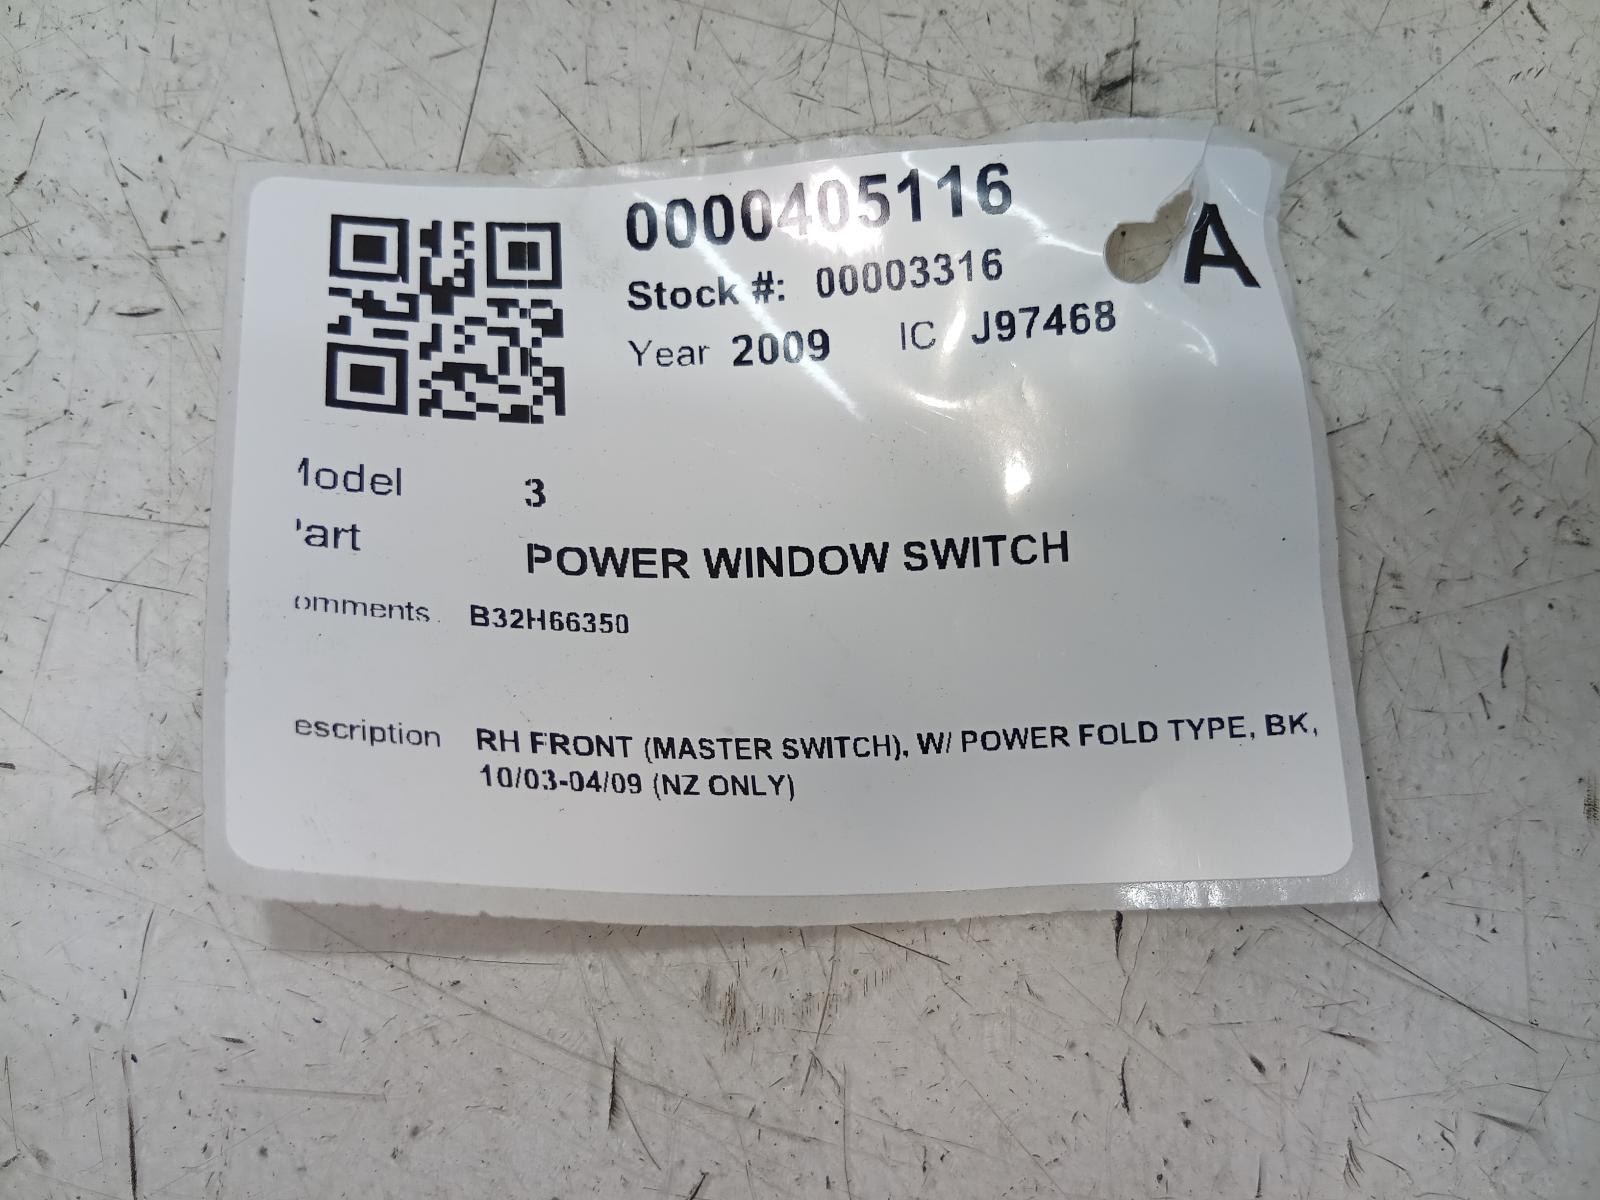 0000405116
A
Stock #: 00003316
Year 2009 IC J97468
Model 3
Part POWER WINDOW SWITCH
omments. B32H66350
escription RH FRONT (MASTER SWITCH), W/ POWER FOLD TYPE, BK,
10/03-04/09 (NZ ONLY)